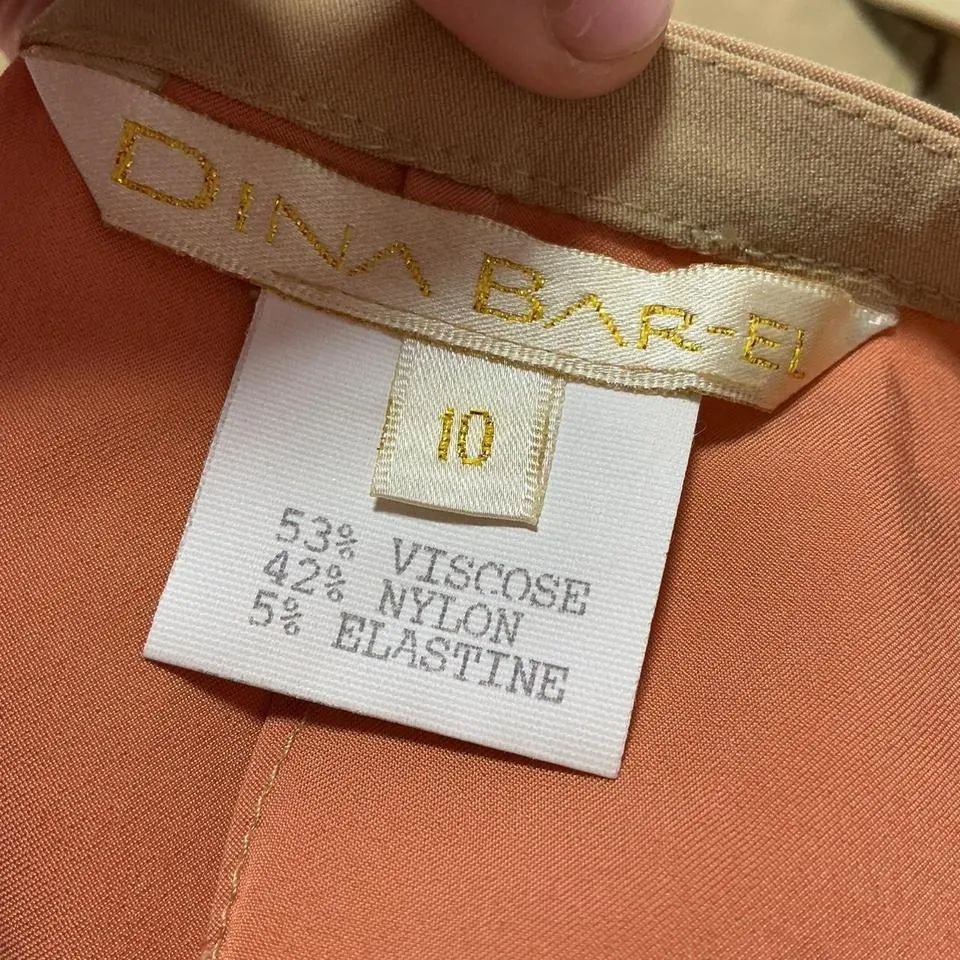 DINA BAR-EL
10
53% VISCOSE
42% NYLON
5% ELASTINE